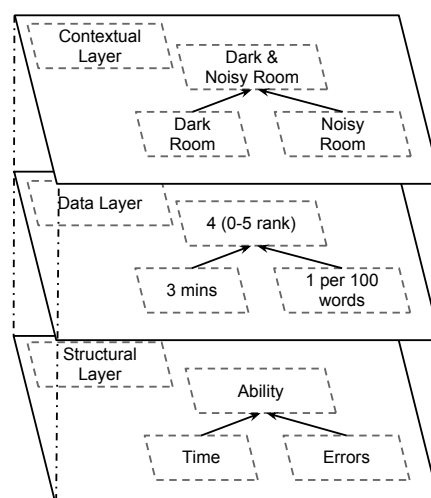 Contextual
Layer
Dark &
Noisy Room
Dark
Room
Noisy
Room
Data Layer
4 (0-5 rank)
3 mins
1 per 100
words
Structural
Layer
Ability
Time
Errors